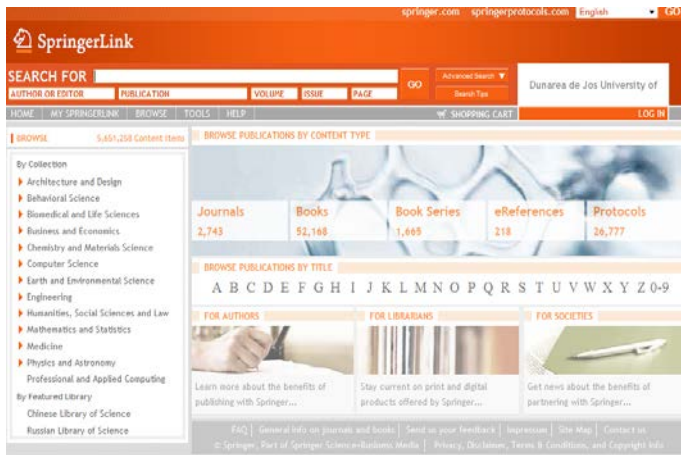 springer.com springerprotocols.com English GO
SpringerLink
SEARCH FOR
GO
Advanced Search
Search Tips
AUTHOR OR EDITOR PUBLICATION VOLUME ISSUE PAGE
Dunarea de Jos University of
HOME MY SPRINGERLINK BROWSE TOOLS HELP
SHOPPING CART LOG IN
BROWSE 5,651,258 Content Items
By Collection
Architecture and Design
Behavioral Science
Biomedical and Life Sciences
Business and Economics
Chemistry and Materials Science
Computer Science
Earth and Environmental Science
Engineering
Humanities, Social Sciences and Law
Mathematics and Statistics
Medicine
Physics and Astronomy
Professional and Applied Computing
By Featured Library
Chinese Library of Science
Russian Library of Science
BROWSE PUBLICATIONS BY CONTENT TYPE
Journals Books Book Series eReferences Protocols
2,743 52,168 1,665 218 26,777
BROWSE PUBLICATIONS BY TITLE
A B C D E F G H I J K L M N O P Q R S T U V W X Y Z 0-9
FOR AUTHORS
Learn more about the benefits of
publishing with Springer...
FOR LIBRARIANS
Stay current on print and digital
products offered by Springer...
FOR SOCIETIES
Get news about the benefits of
partnering with Springer...
FAQ | General info on journals and books | Send us your feedback | Impressum | Site Map | Contact us
© Springer, Part of Springer Science+Business Media | Privacy, Disclaimer, Terms & Conditions, and Copyright Info